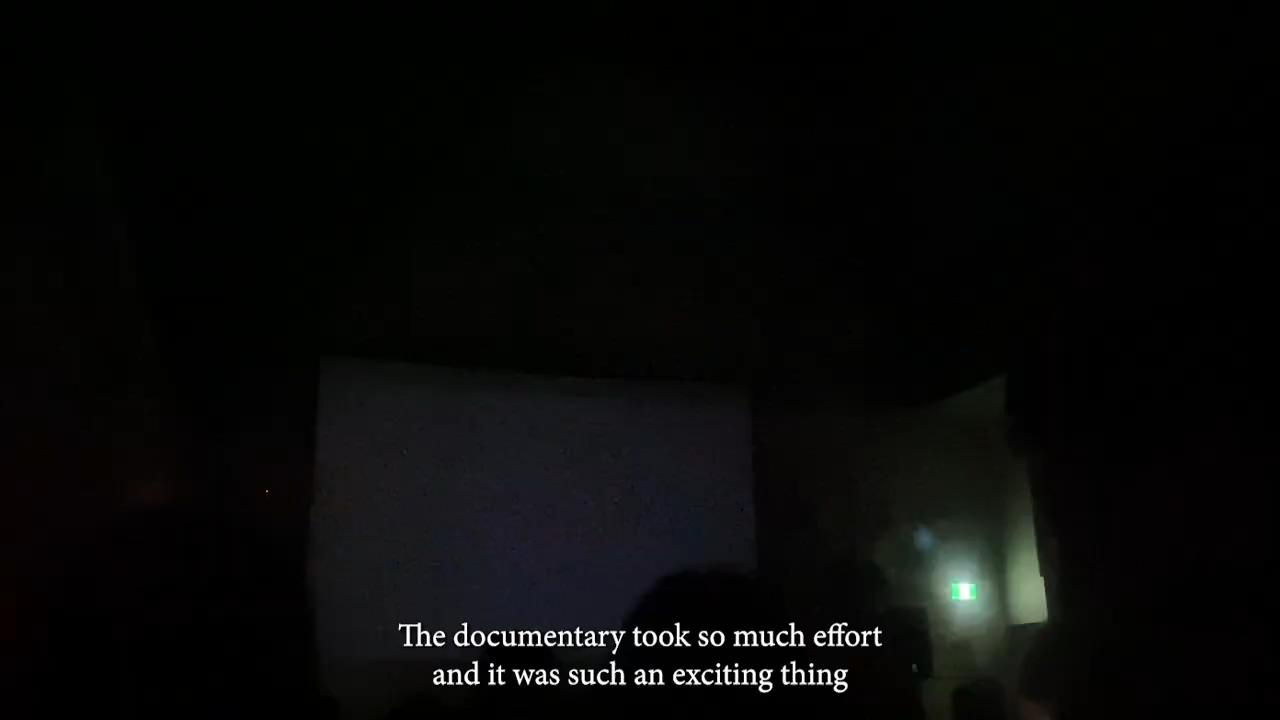 The documentary took so much effort
and it was such an exciting thing